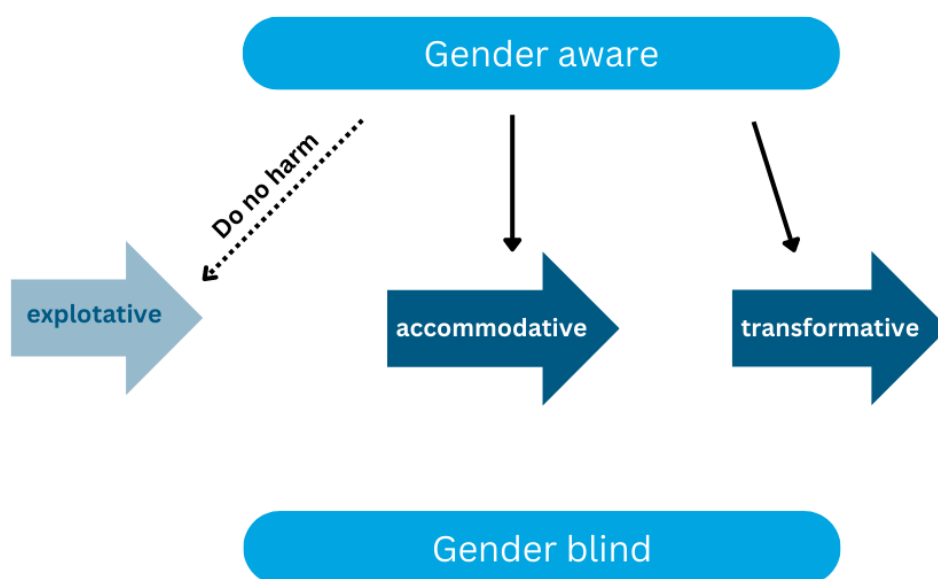 Gender aware
Do no harm
explotative
accommodative
transformative
Gender blind